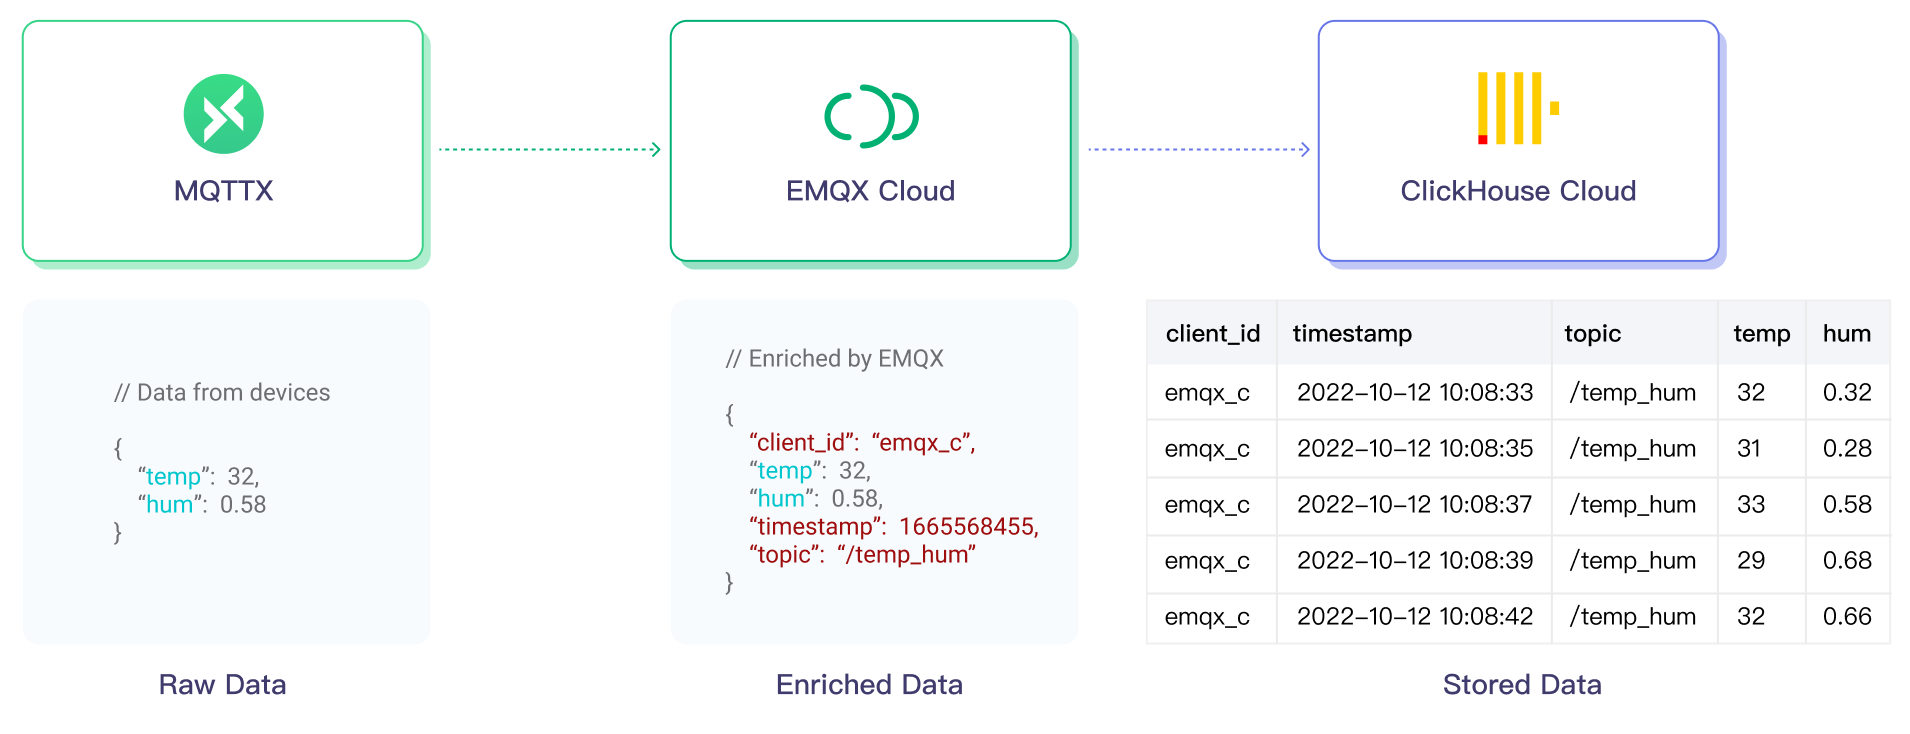 MQTTX
EMQX Cloud
ClickHouse Cloud
// Data from devices
{
“temp”: 32,
“hum”: 0.58
}
Raw Data
// Enriched by EMQX
{
“client_id”: “emqx_c”,
“temp”: 32,
“hum”: 0.58,
“timestamp”: 1665568455,
“topic”: “/temp_hum”
}
Enriched Data
client_id timestamp topic temp hum
emqx_c 2022-10-12 10:08:33 /temp_hum 32 0.32
emqx_c 2022-10-12 10:08:35 /temp_hum 31 0.28
emqx_c 2022-10-12 10:08:37 /temp_hum 33 0.58
emqx_c 2022-10-12 10:08:39 /temp_hum 29 0.68
emqx_c 2022-10-12 10:08:42 /temp_hum 32 0.66
Stored Data